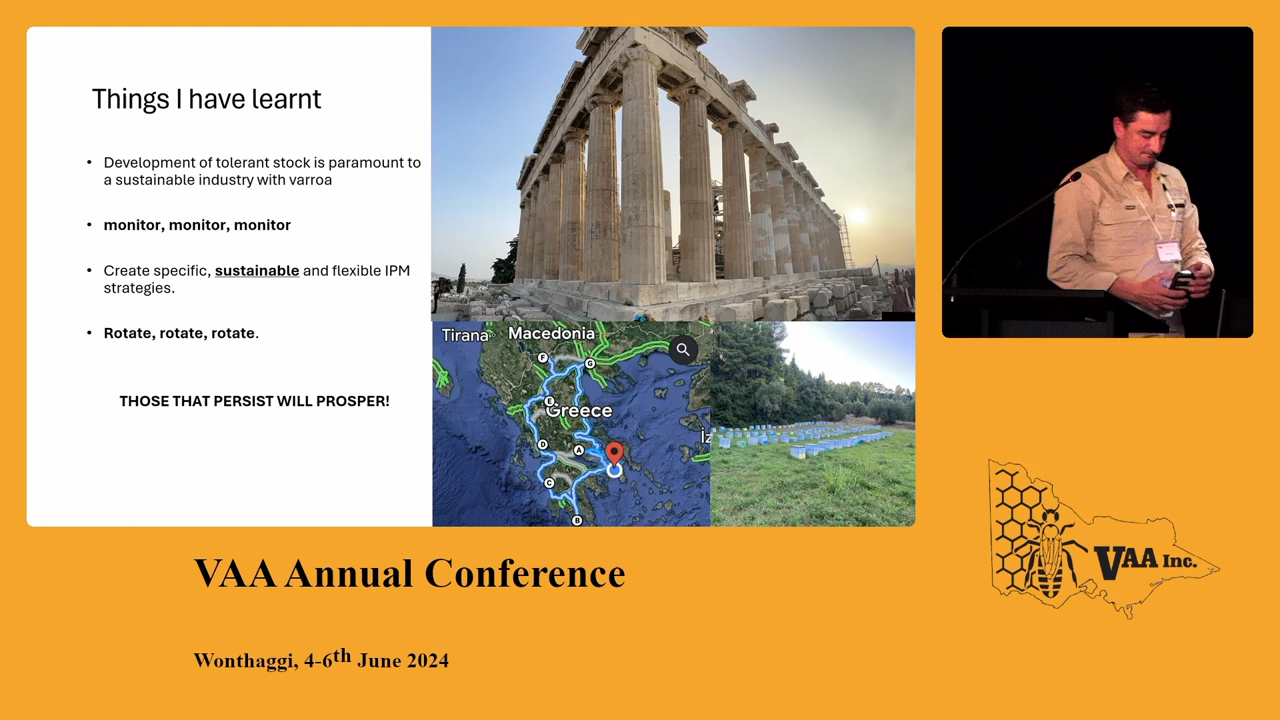 Things I have learnt
• Development of tolerant stock is paramount to
a sustainable industry with varroa
• monitor, monitor, monitor
• Create specific, sustainable and flexible IPM
strategies.
• Rotate, rotate, rotate.
THOSE THAT PERSIST WILL PROSPER!
Tirana
Macedonia
F
G
E
Greece
İz
D
A
C
B
VAA Inc.
VAA Annual Conference
Wonthaggi, 4-6th June 2024